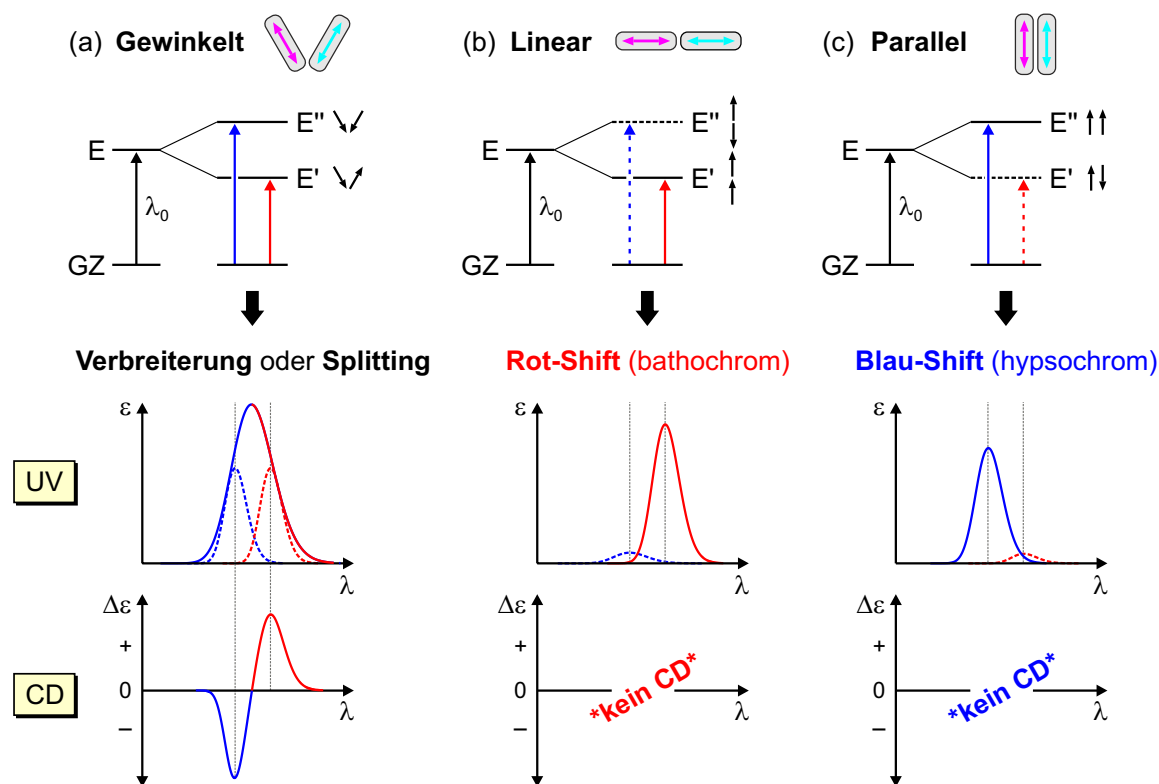 (a) Gewinkelt
(b) Linear
(c) Parallel
E
E''
E'
λ0
GZ
E
E''
E'
λ0
GZ
E
E''
E'
λ0
GZ
Verbreiterung oder Splitting
Rot-Shift (bathochrom)
Blau-Shift (hypsochrom)
UV
ε
λ
ε
λ
ε
λ
CD
Δε
+
0
–
λ
Δε
+
0
–
*kein CD*
λ
Δε
+
0
–
*kein CD*
λ